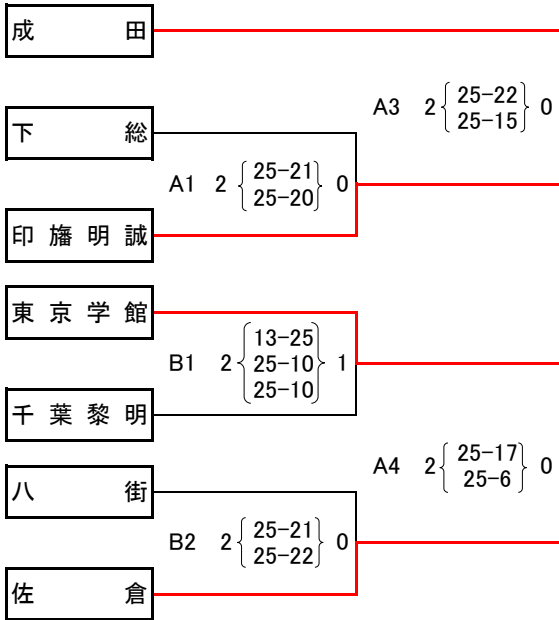 成田
A3 2 25-22 0
25-15
下総
A1 2 25-21 0
25-20
印旛明誠
東京学館
13-25
B1 2 25-10 1
25-10
千葉黎明
A4 2 25-17 0
25-6
八街
B2 2 25-21 0
25-22
佐倉